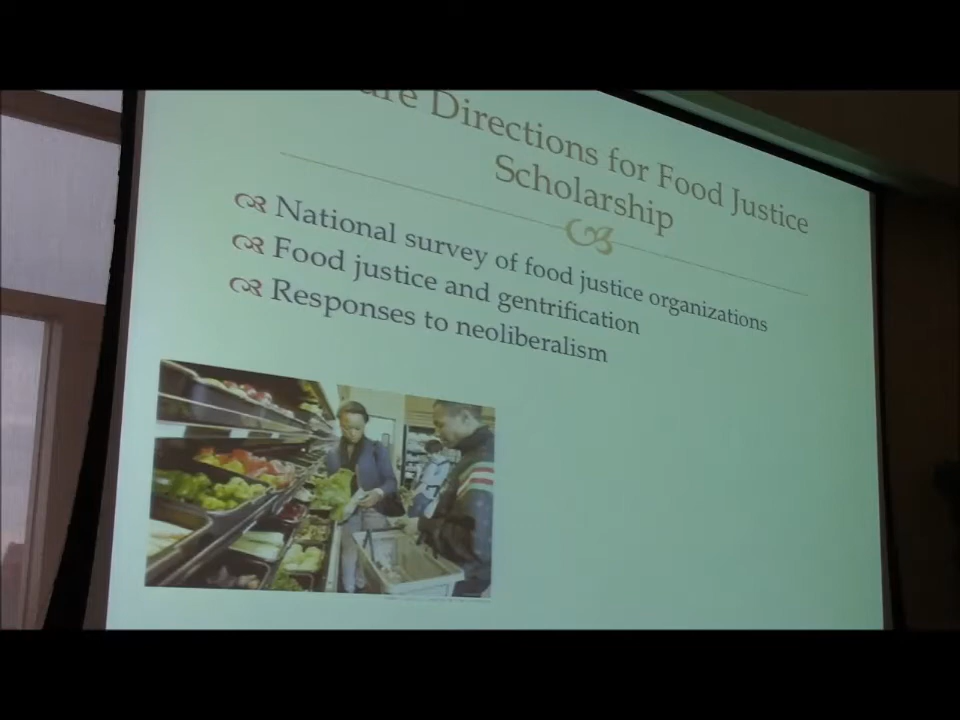 Directions for Food Justice
Scholarship
National survey of food justice organizations
Food justice and gentrification
Responses to neoliberalism